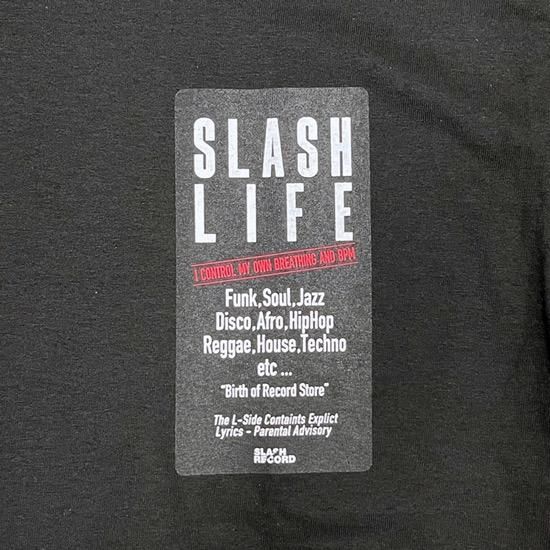 SLASH
LIFE
I CONTROL MY OWN BREATHING AND BPM
Funk,Soul,Jazz
Disco,Afro,HipHop
Reggae,House,Techno
etc ...
"Birth of Record Store"
The L-Side Containts Explict
Lyrics - Parental Advisory
SLASH
RECORD